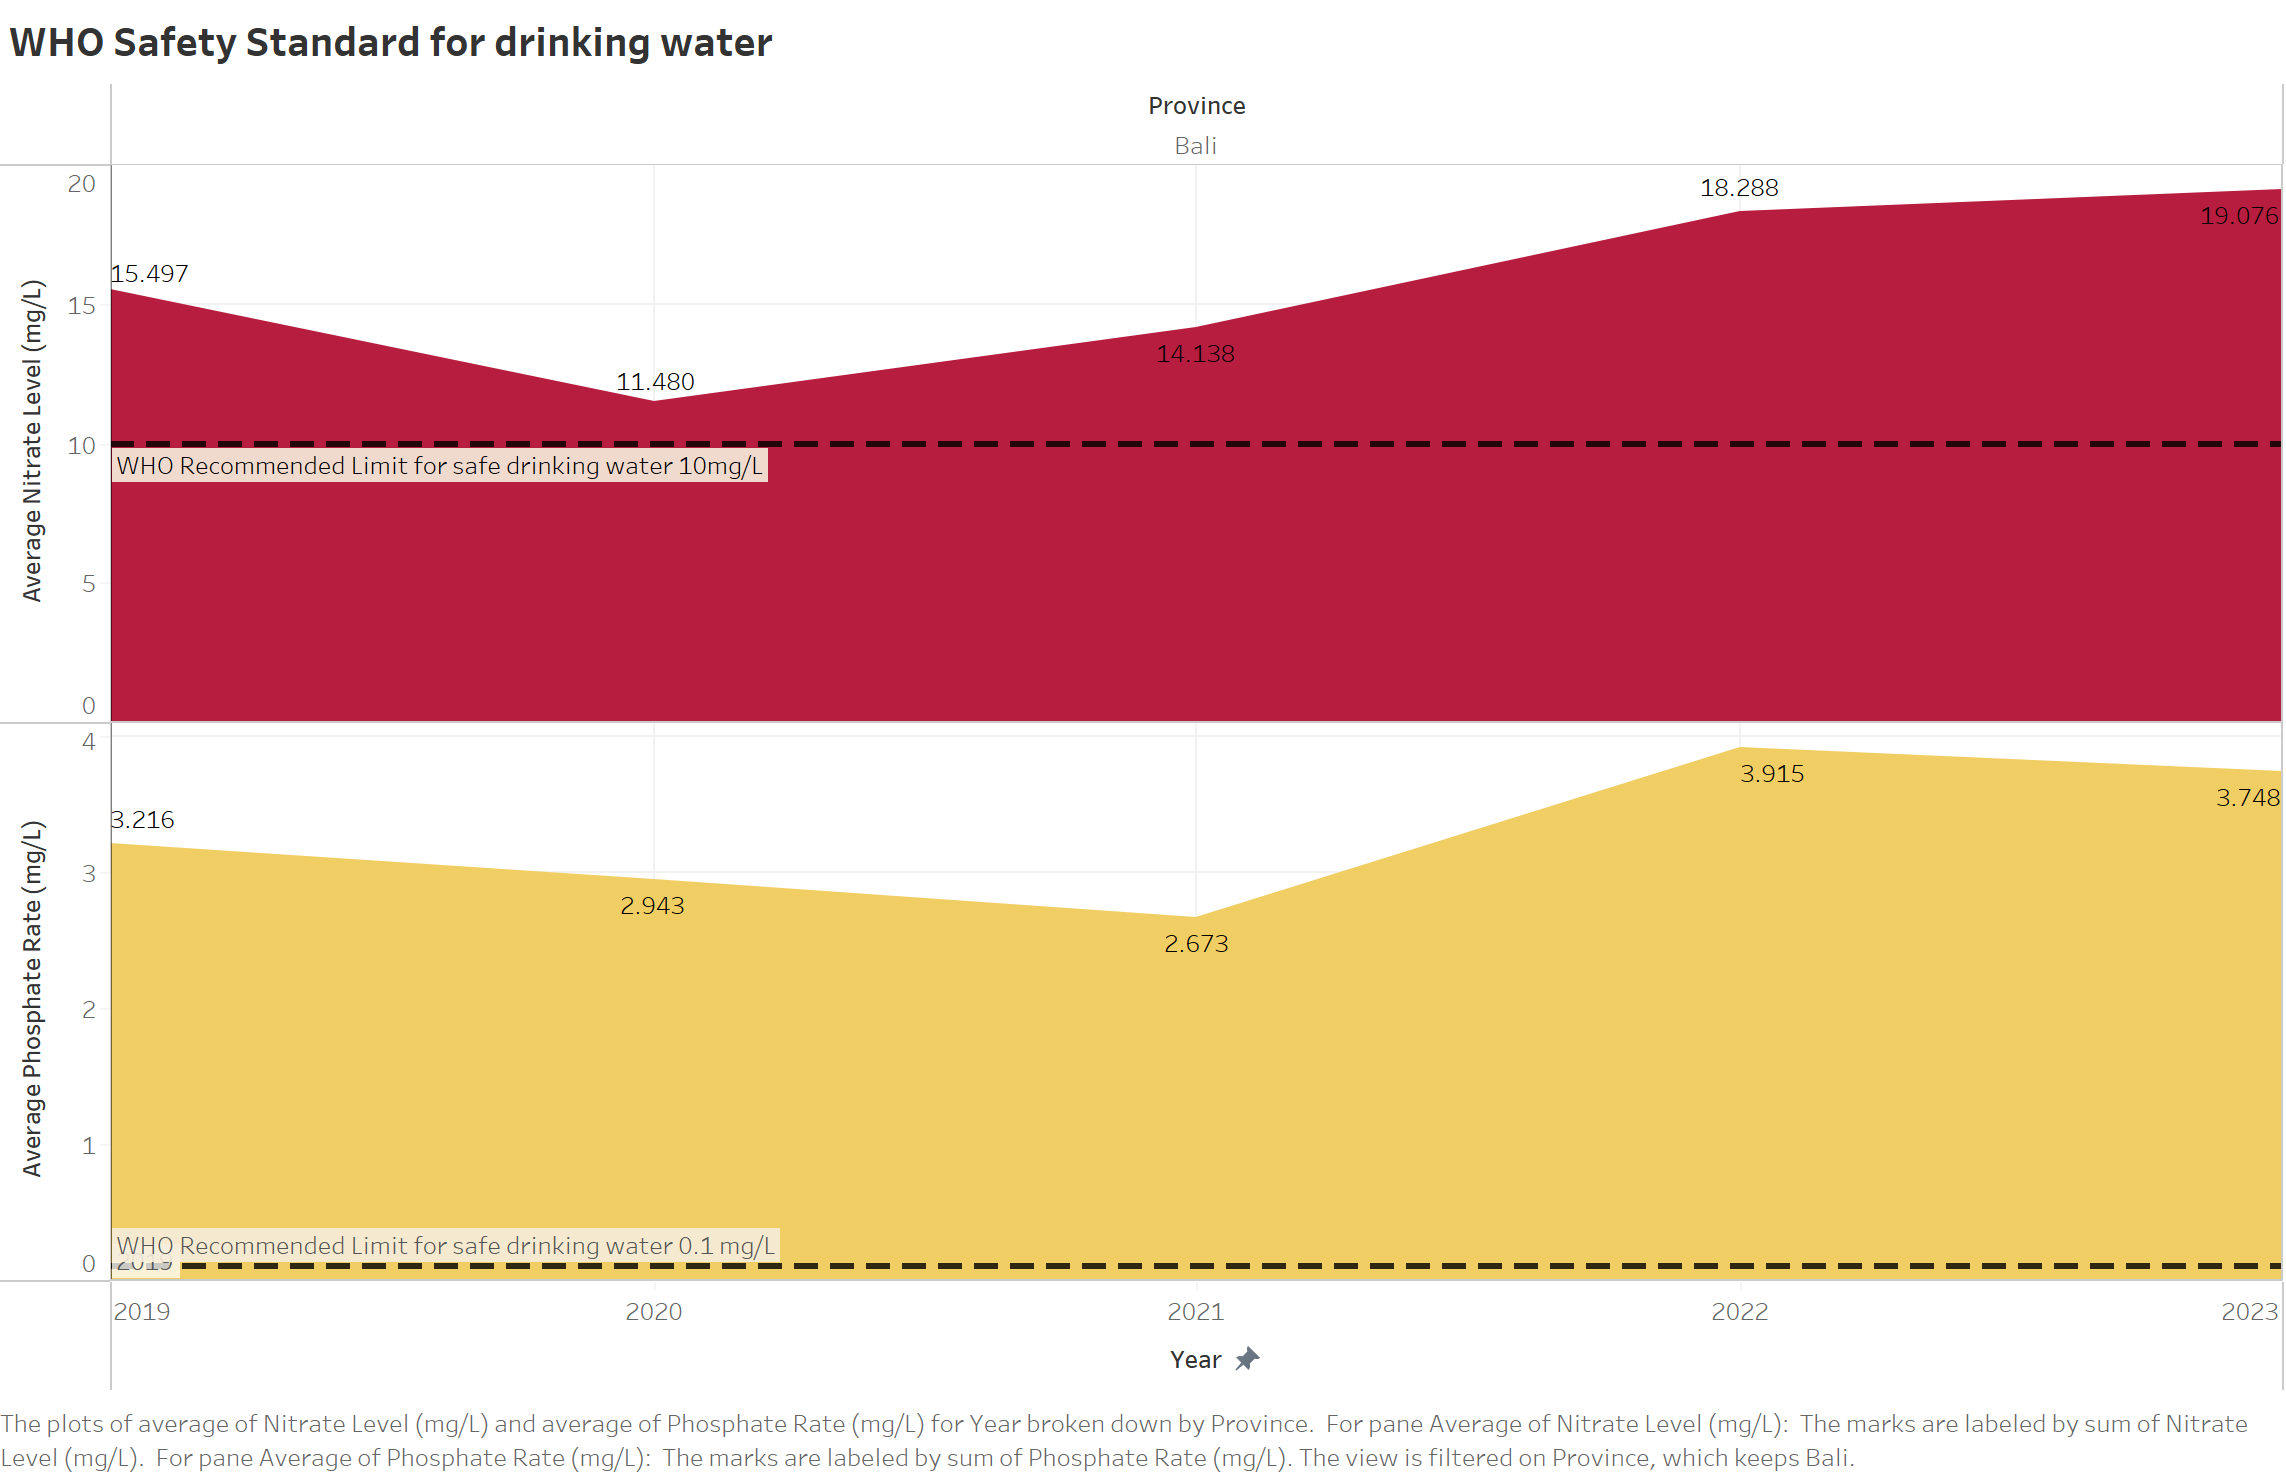 WHO Safety Standard for drinking water
Province
Bali
Average Nitrate Level (mg/L)
20
15
10
5
0
15.497
11.480
14.138
18.288
19.076
WHO Recommended Limit for safe drinking water 10mg/L
Average Phosphate Rate (mg/L)
4
3
2
1
0
3.216
2.943
2.673
3.915
3.748
WHO Recommended Limit for safe drinking water 0.1 mg/L
2019
2019
2020
2021
2022
2023
Year
The plots of average of Nitrate Level (mg/L) and average of Phosphate Rate (mg/L) for Year broken down by Province.  For pane Average of Nitrate Level (mg/L):  The marks are labeled by sum of Nitrate
Level (mg/L).  For pane Average of Phosphate Rate (mg/L):  The marks are labeled by sum of Phosphate Rate (mg/L). The view is filtered on Province, which keeps Bali.